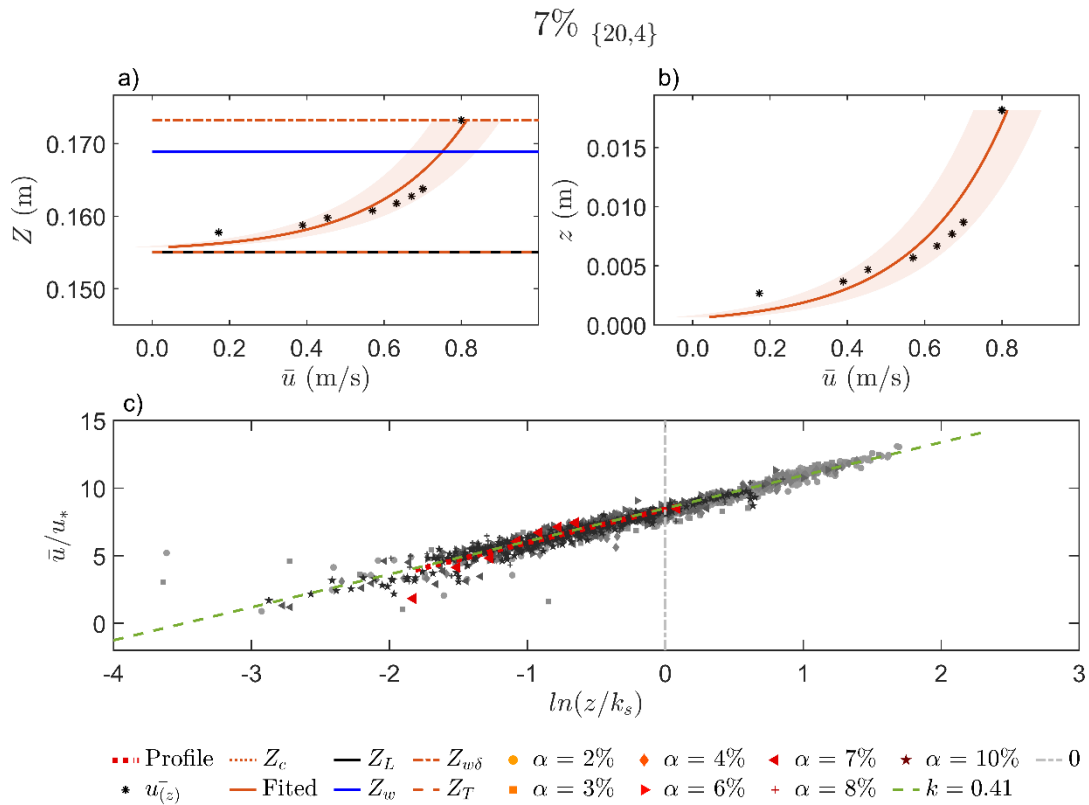 7% {20,4}
a)
b)
0.170
0.160
0.150
Z (m)
0.0 0.2 0.4 0.6 0.8
ū (m/s)
0.015
0.010
0.005
0.000
z (m)
0.0 0.2 0.4 0.6 0.8
ū (m/s)
c)
15
10
5
0
ū/u*
-4 -3 -2 -1 0 1 2 3
ln(z/ks)
Profile Zc ZL Zwδ α = 2% α = 4% α = 7% α = 10% 0
ū(z) Fited Zw ZT α = 3% α = 6% α = 8% k = 0.41